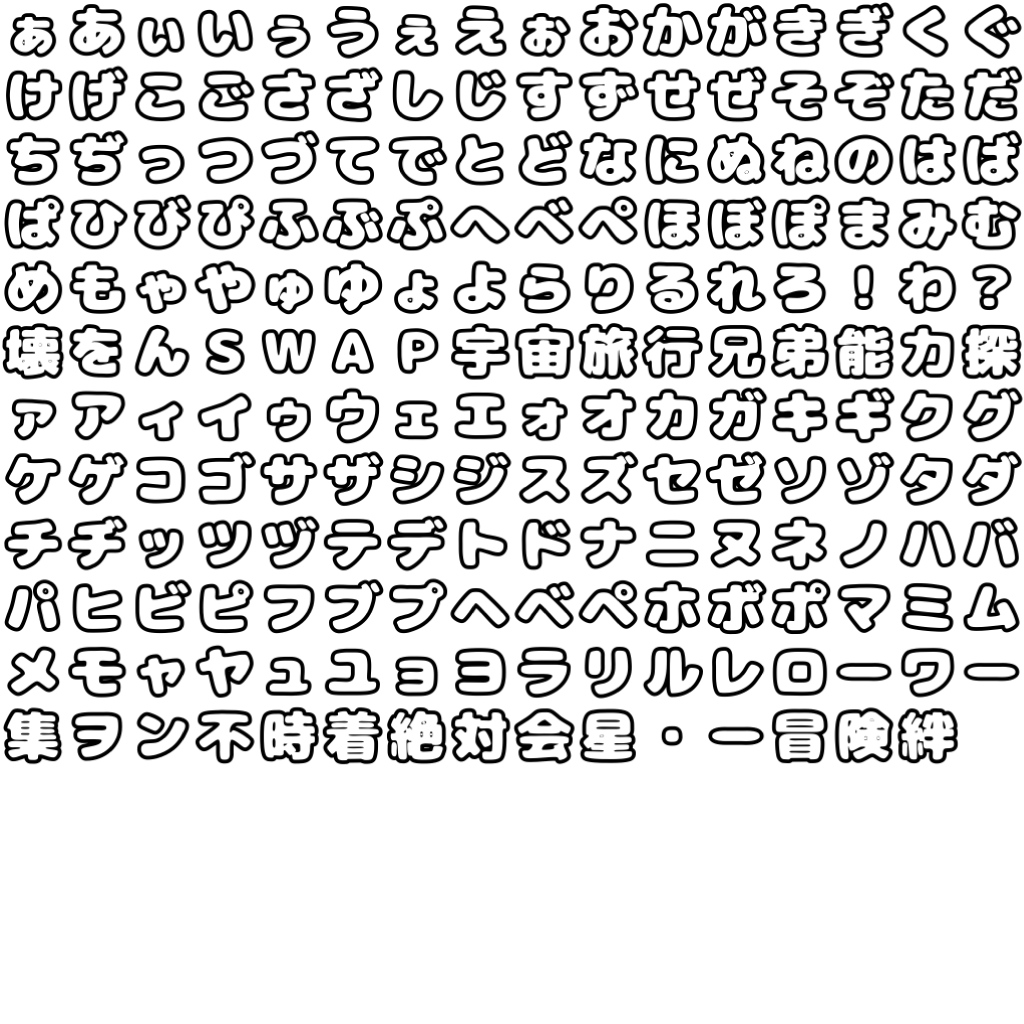 ぁあぃいぅうぇえぉおかがきぎくぐ
けげこごさざしじすずせぜそぞただ
ちぢっつづてでとどなにぬねのはば
ぱひびぴふぶぷへべぺほぼぽまみむ
めもゃやゅゆょよらりるれろ！わ？
壊をんSWAP宇宙旅行兄弟能力探
ァアィイゥウェエォオカガキギクグ
ケゲコゴサザシジスズセゼソゾタダ
チヂッツヅテデトドナニヌネノハバ
パヒビピフブプヘベペホボポマミム
メモャヤュユョヨラリルレローワー
集ヲン不時着絶対会星・一冒険絆